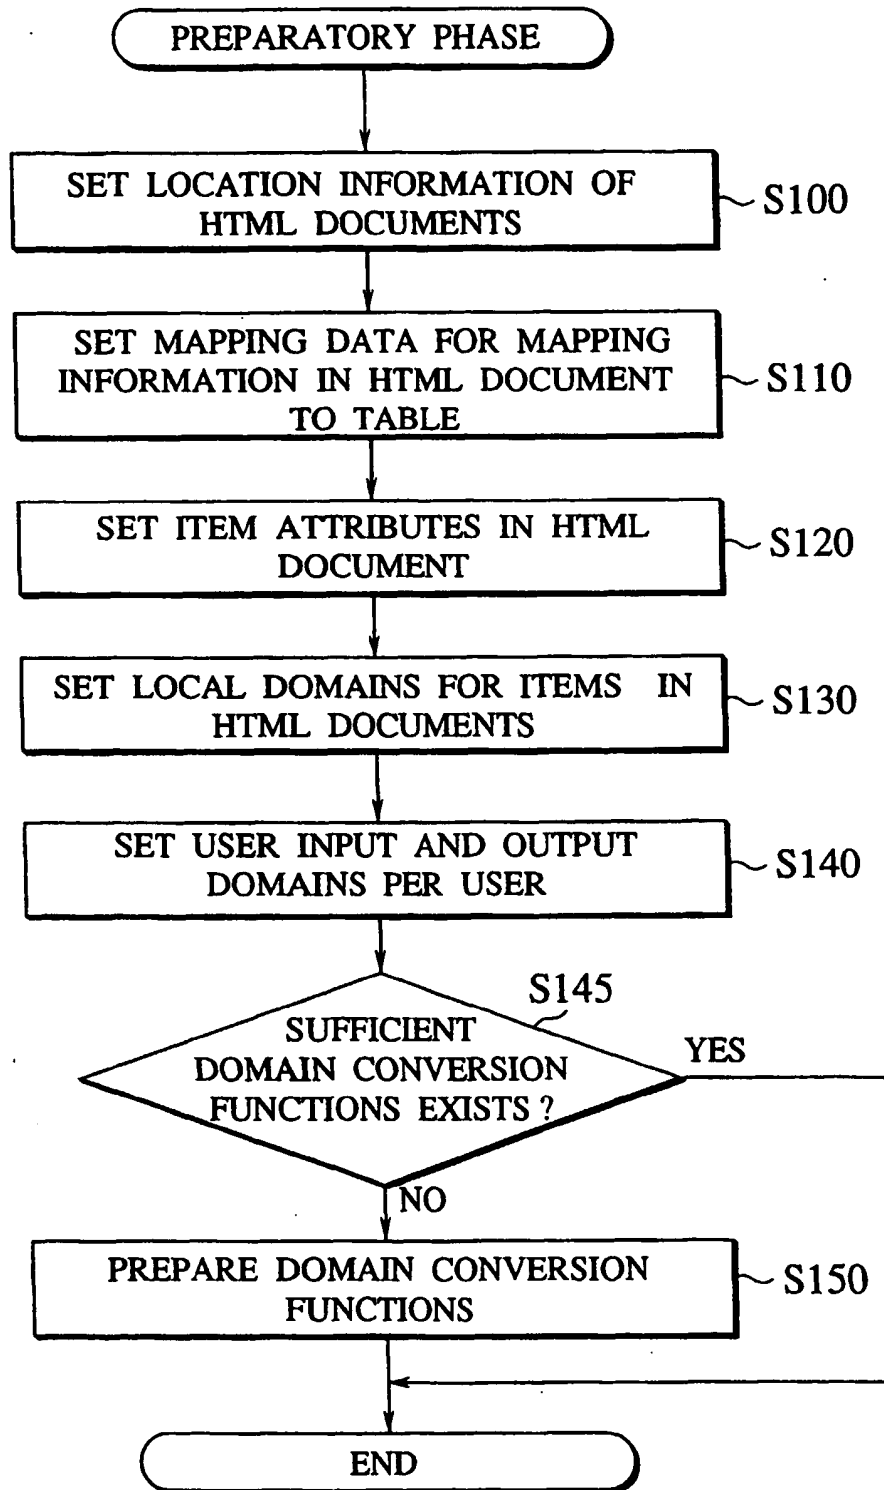 PREPARATORY PHASE
SET LOCATION INFORMATION OF
HTML DOCUMENTS
S100
SET MAPPING DATA FOR MAPPING
INFORMATION IN HTML DOCUMENT
TO TABLE
S110
SET ITEM ATTRIBUTES IN HTML
DOCUMENT
S120
SET LOCAL DOMAINS FOR ITEMS IN
HTML DOCUMENTS
S130
SET USER INPUT AND OUTPUT
DOMAINS PER USER
S140
S145
SUFFICIENT
DOMAIN CONVERSION
FUNCTIONS EXISTS ?
YES
NO
PREPARE DOMAIN CONVERSION
FUNCTIONS
S150
END